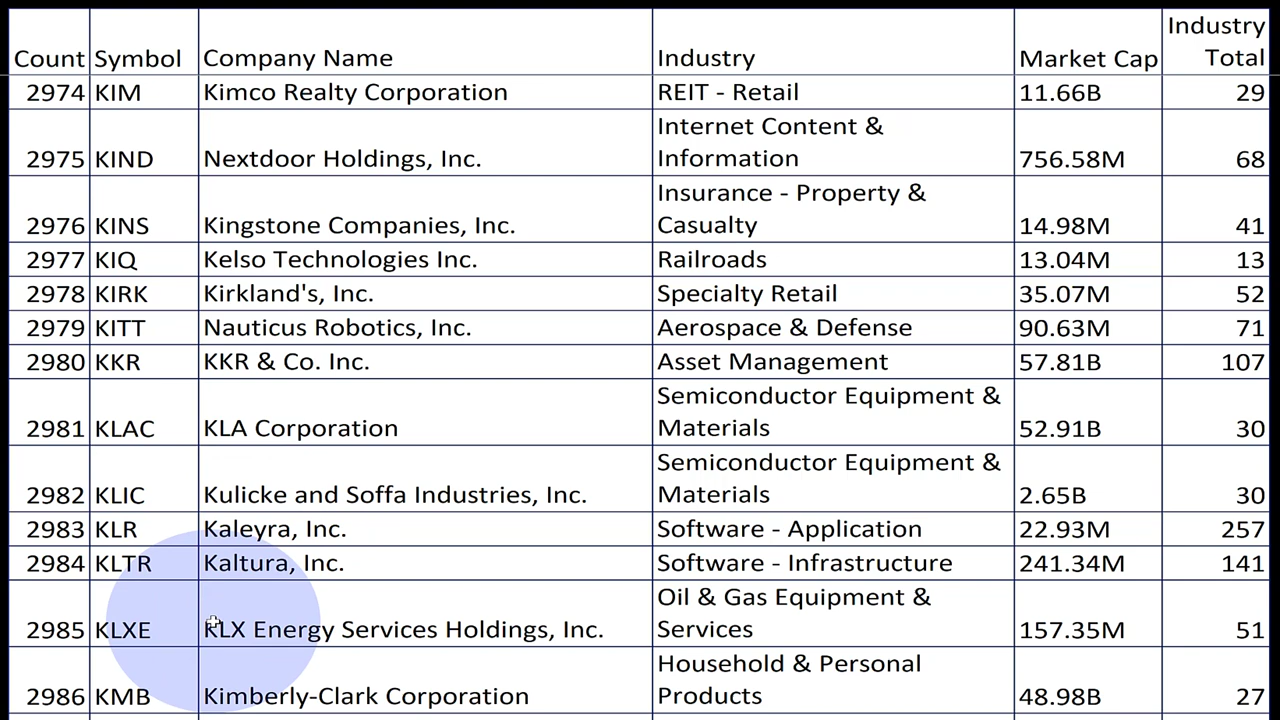 Count Symbol Company Name Industry Market Cap Industry Total
2974 KIM Kimco Realty Corporation REIT - Retail 11.66B 29
2975 KIND Nextdoor Holdings, Inc. Internet Content & Information 756.58M 68
2976 KINS Kingstone Companies, Inc. Insurance - Property & Casualty 14.98M 41
2977 KIQ Kelso Technologies Inc. Railroads 13.04M 13
2978 KIRK Kirkland's, Inc. Specialty Retail 35.07M 52
2979 KITT Nauticus Robotics, Inc. Aerospace & Defense 90.63M 71
2980 KKR KKR & Co. Inc. Asset Management 57.81B 107
2981 KLAC KLA Corporation Semiconductor Equipment & Materials 52.91B 30
2982 KLIC Kulicke and Soffa Industries, Inc. Semiconductor Equipment & Materials 2.65B 30
2983 KLR Kaleyra, Inc. Software - Application 22.93M 257
2984 KLTR Kaltura, Inc. Software - Infrastructure 241.34M 141
2985 KLXE KLX Energy Services Holdings, Inc. Oil & Gas Equipment & Services 157.35M 51
2986 KMB Kimberly-Clark Corporation Household & Personal Products 48.98B 27